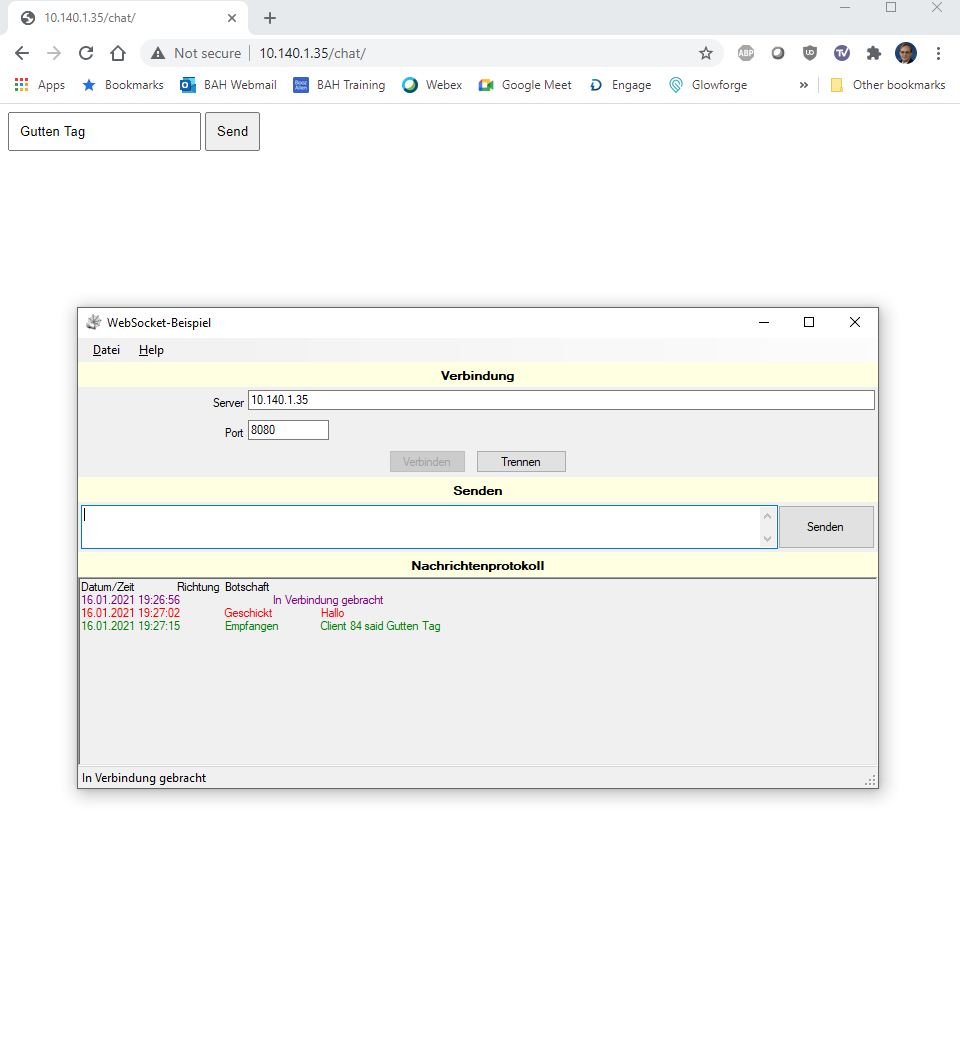 10.140.1.35/chat/
Not secure 10.140.1.35/chat/
ABP UO TV
Apps Bookmarks BAH Webmail BAH Training Webex Google Meet Engage Glowforge » Other bookmarks
Gutten Tag Send
WebSocket-Beispiel
Datei Help
Verbindung
Server 10.140.1.35
Port 8080
Verbinden Trennen
Senden
Senden
Nachrichtenprotokoll
Datum/Zeit Richtung Botschaft
16.01.2021 19:26:56 In Verbindung gebracht
16.01.2021 19:27:02 Geschickt Hallo
16.01.2021 19:27:15 Empfangen Client 84 said Gutten Tag
In Verbindung gebracht